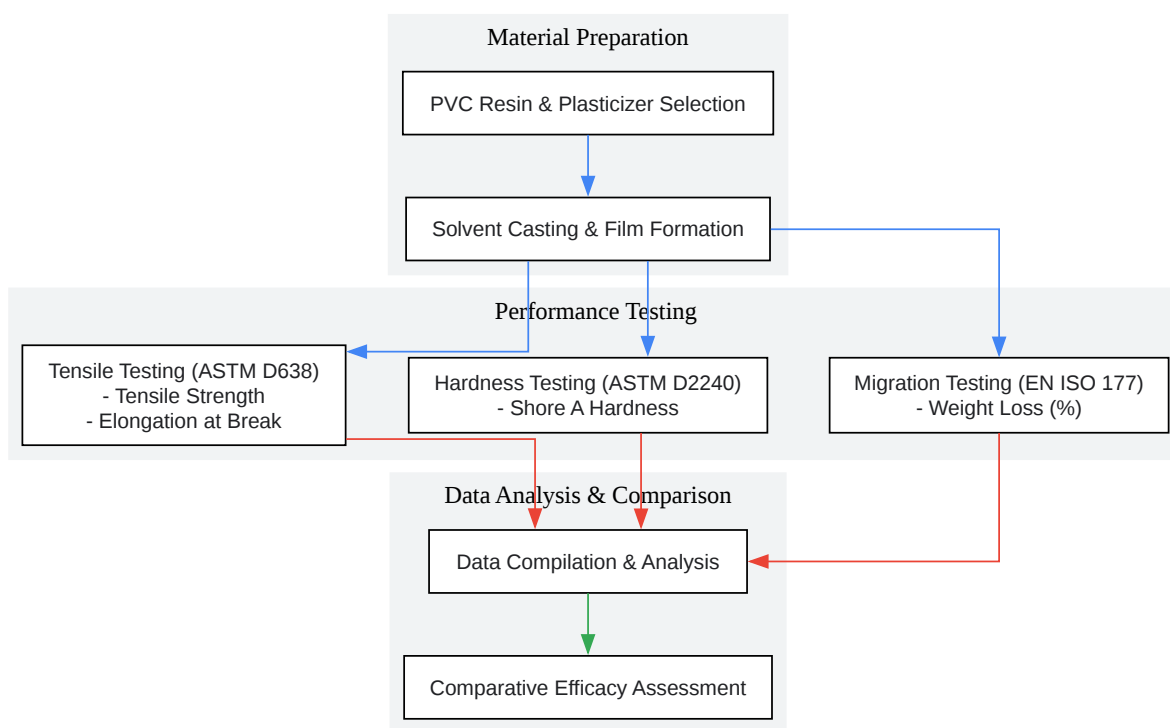 Material Preparation
PVC Resin & Plasticizer Selection
Solvent Casting & Film Formation
Performance Testing
Tensile Testing (ASTM D638)
- Tensile Strength
- Elongation at Break
Hardness Testing (ASTM D2240)
- Shore A Hardness
Migration Testing (EN ISO 177)
- Weight Loss (%)
Data Analysis & Comparison
Data Compilation & Analysis
Comparative Efficacy Assessment